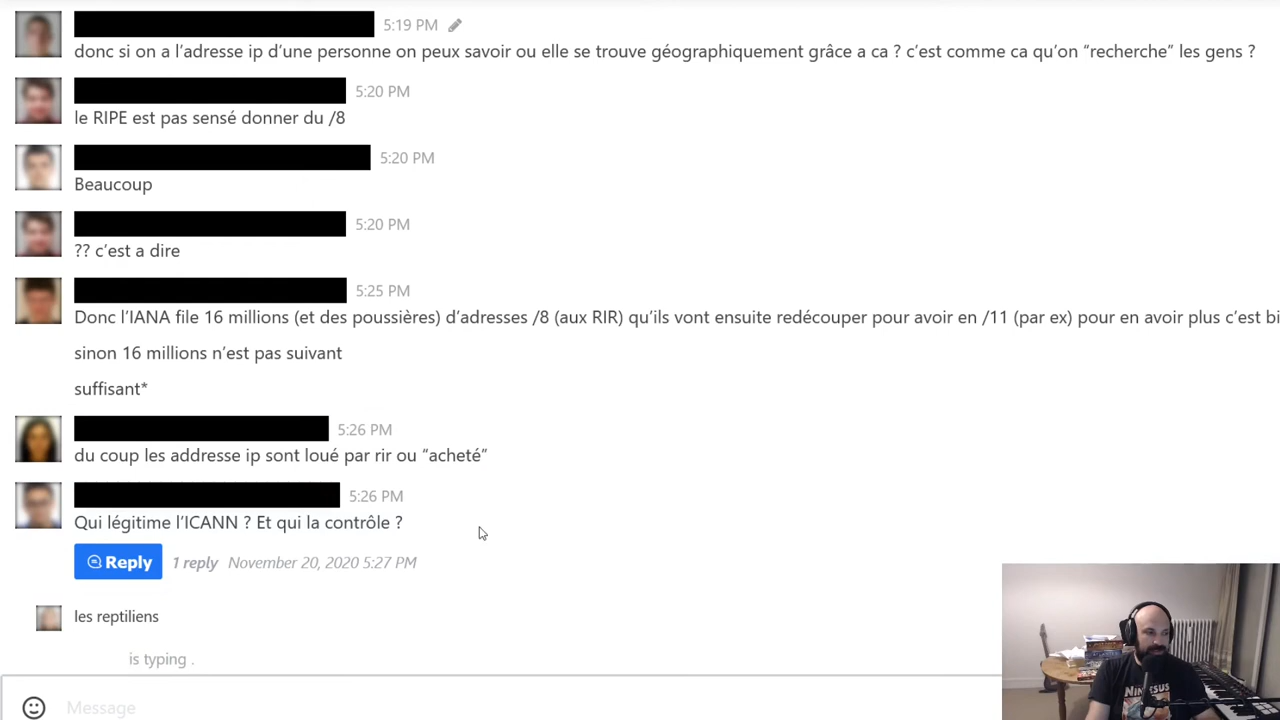 5:19 PM
donc si on a l’adresse ip d’une personne on peux savoir ou elle se trouve géographiquement grâce a ca ? c’est comme ca qu’on “recherche” les gens ?
5:20 PM
le RIPE est pas sensé donner du /8
5:20 PM
Beaucoup
5:20 PM
?? c’est a dire
5:25 PM
Donc l’IANA file 16 millions (et des poussières) d’adresses /8 (aux RIR) qu’ils vont ensuite redécouper pour avoir en /11 (par ex) pour en avoir plus c’est bi
sinon 16 millions n’est pas suivant
suffisant*
5:26 PM
du coup les addresse ip sont loué par rir ou “acheté”
5:26 PM
Qui légitime l’ICANN ? Et qui la contrôle ?
Reply 1 reply November 20, 2020 5:27 PM
les reptiliens
is typing .
Message